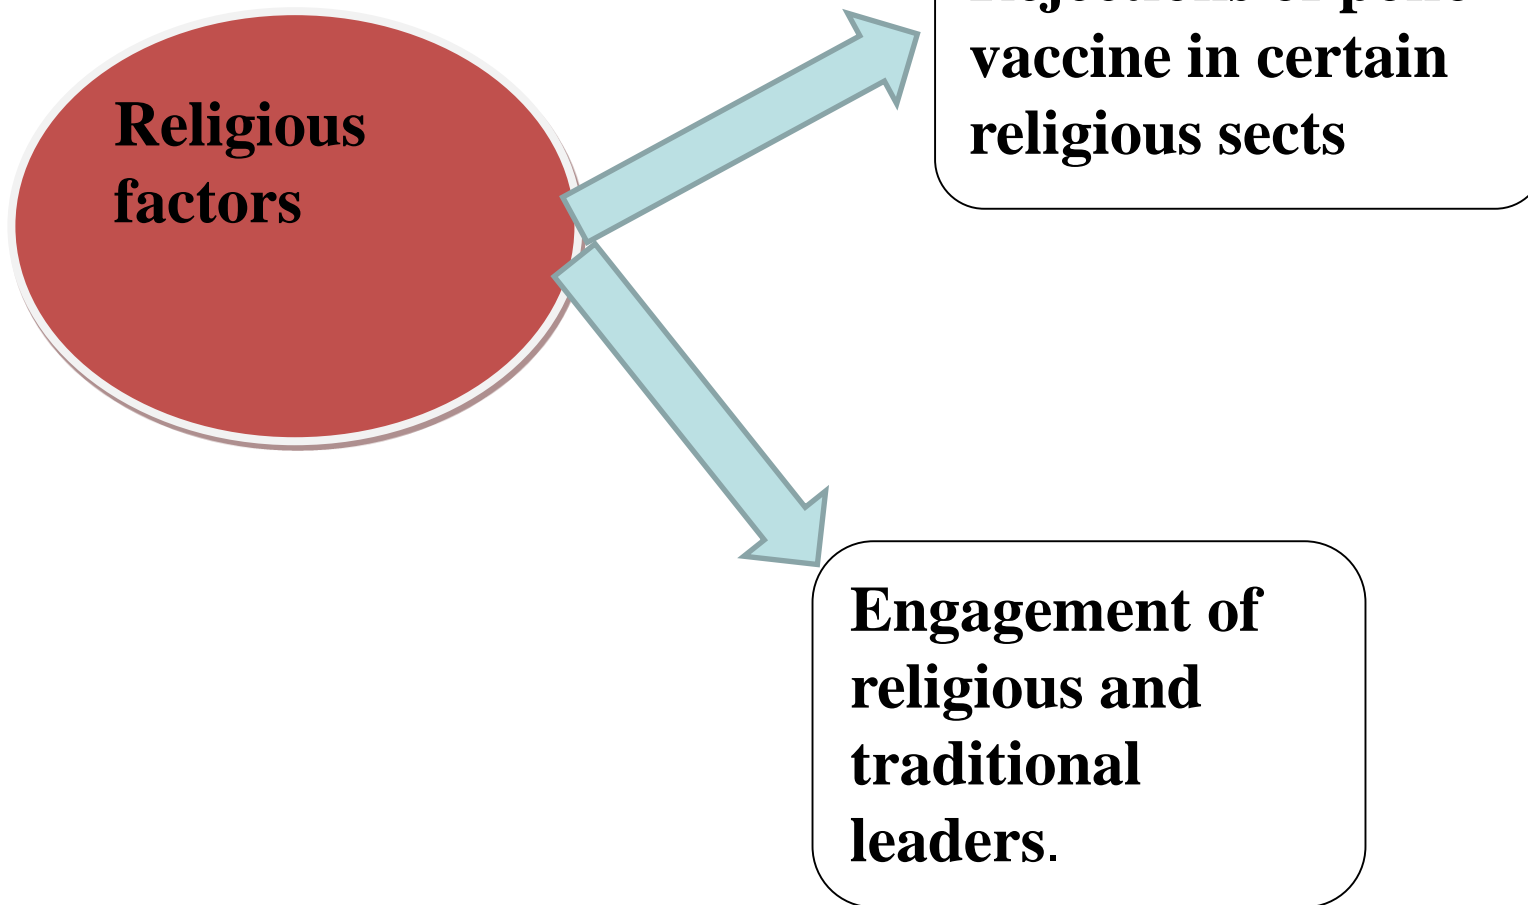 Religious
factors
vaccine in certain
religious sects
Engagement of
religious and
traditional
leaders.